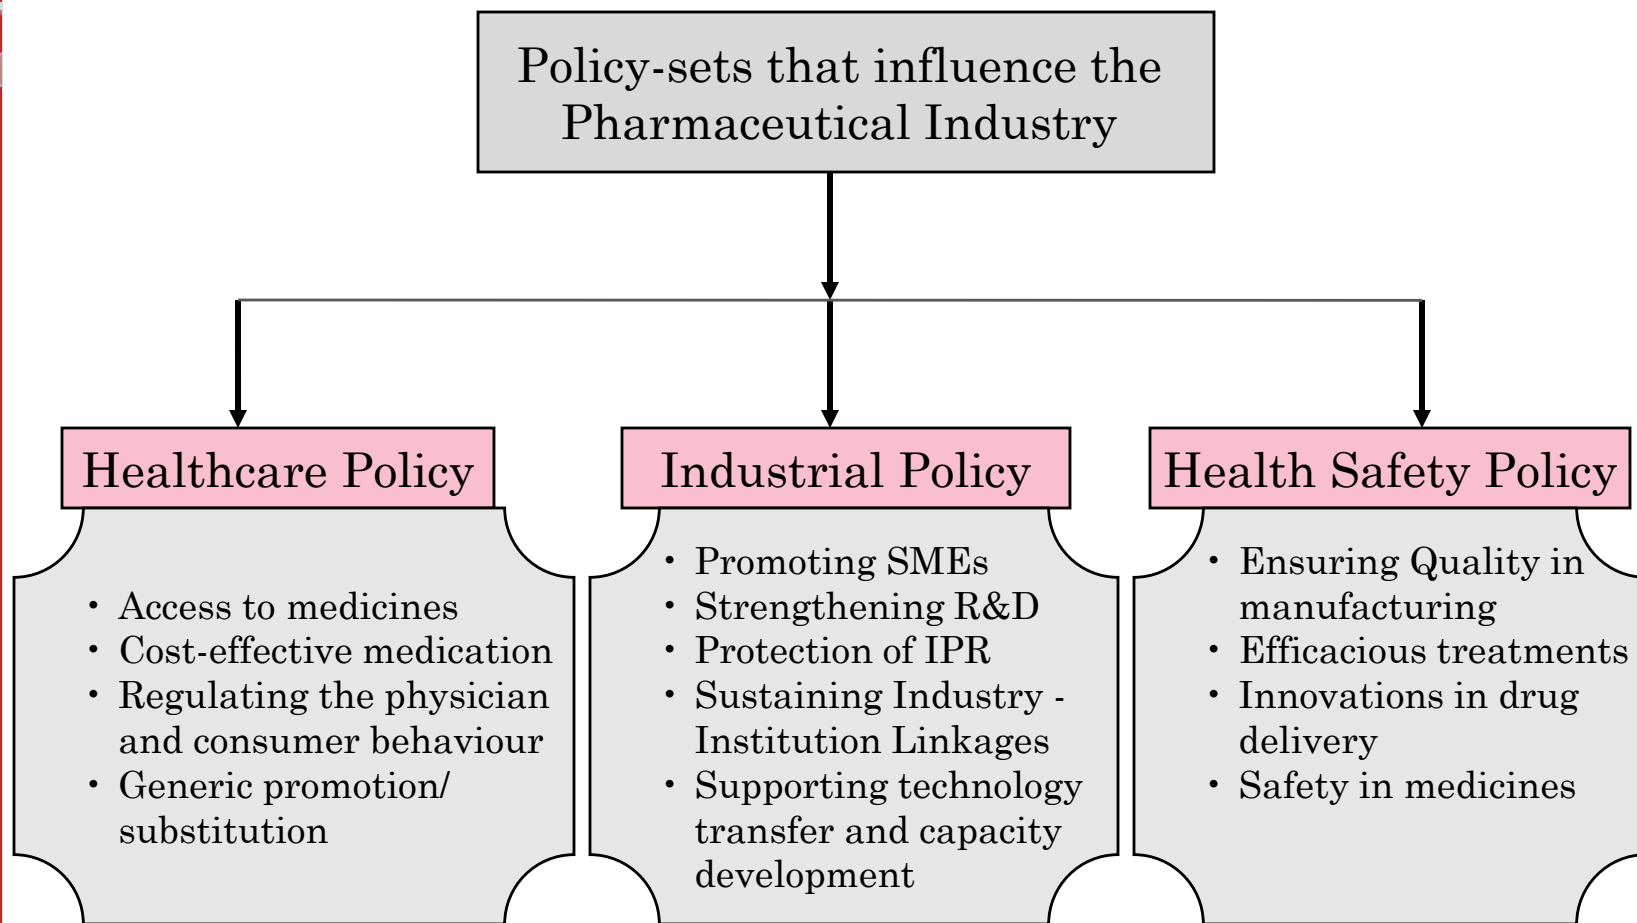 Policy-sets that influence the
Pharmaceutical Industry
Healthcare Policy
• Access to medicines
• Cost-effective medication
• Regulating the physician
and consumer behaviour
• Generic promotion/
substitution
Industrial Policy
• Promoting SMEs
• Strengthening R&D
• Protection of IPR
• Sustaining Industry -
Institution Linkages
• Supporting technology
transfer and capacity
development
Health Safety Policy
• Ensuring Quality in
manufacturing
• Efficacious treatments
• Innovations in drug
delivery
• Safety in medicines